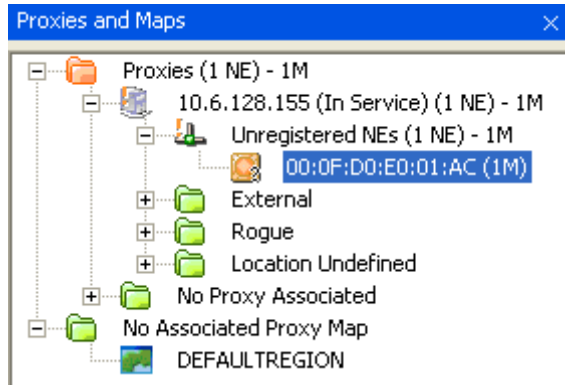 Proxies and Maps
Proxies (1 NE) - 1M
10.6.128.155 (In Service) (1 NE) - 1M
Unregistered NEs (1 NE) - 1M
00:0F:D0:E0:01:AC (1M)
External
Rogue
Location Undefined
No Proxy Associated
No Associated Proxy Map
DEFAULTREGION